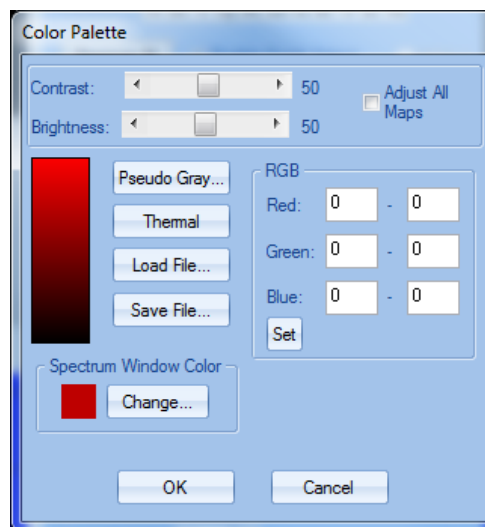 Color Palette
Contrast: 50
Brightness: 50
Adjust All
Maps
Pseudo Gray...
Thermal
Load File...
Save File...
RGB
Red: 0 - 0
Green: 0 - 0
Blue: 0 - 0
Set
Spectrum Window Color
Change...
OK Cancel